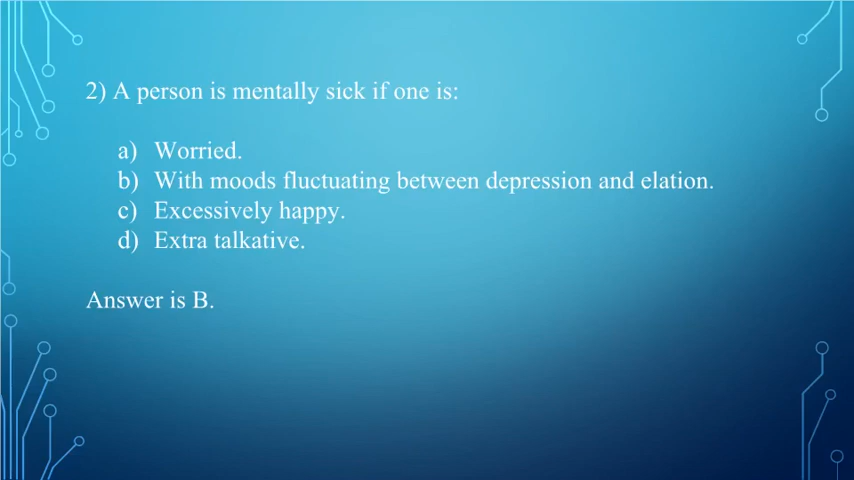 2) A person is mentally sick if one is:
a) Worried.
b) With moods fluctuating between depression and elation.
c) Excessively happy.
d) Extra talkative.
Answer is B.